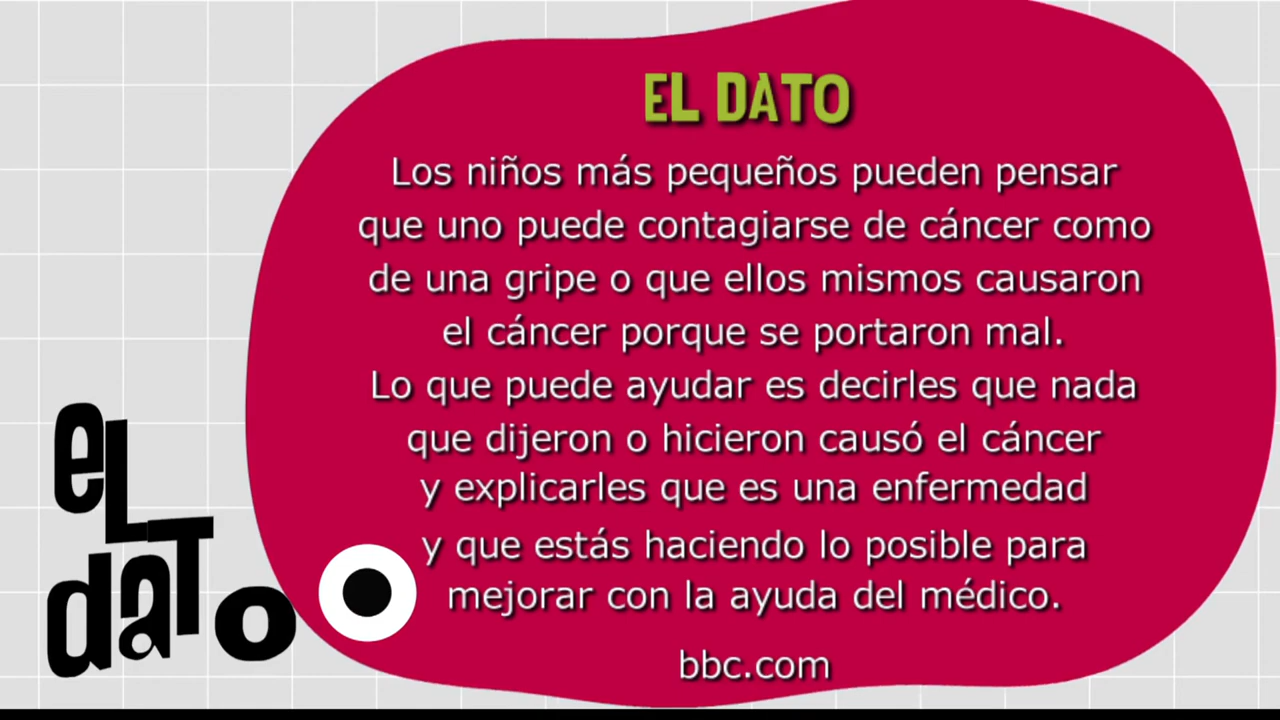 EL DATO
Los niños más pequeños pueden pensar
que uno puede contagiarse de cáncer como
de una gripe o que ellos mismos causaron
el cáncer porque se portaron mal.
Lo que puede ayudar es decirles que nada
que dijeron o hicieron causó el cáncer
y explicarles que es una enfermedad
y que estás haciendo lo posible para
mejorar con la ayuda del médico.
bbc.com
eL
daTo